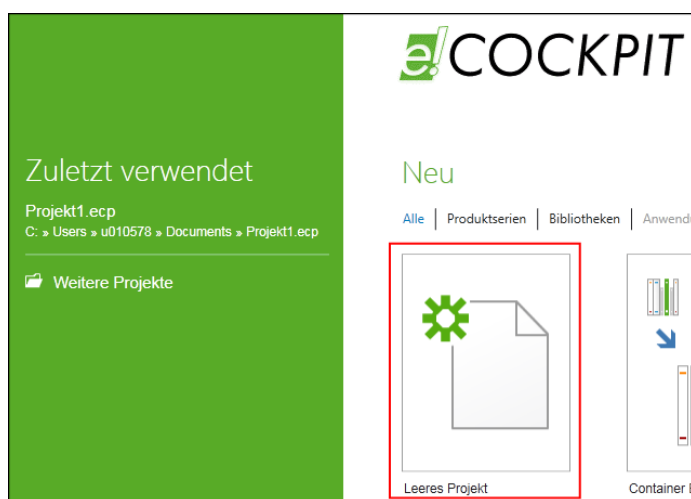 e!COCKPIT
Zuletzt verwendet
Projekt1.ecp
C: » Users » u010578 » Documents » Projekt1.ecp
Weitere Projekte
Neu
Alle | Produktserien | Bibliotheken |
Leeres Projekt
Container